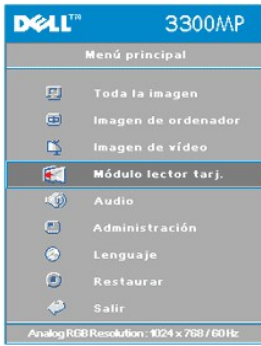 DELL™ 3300MP
Menú principal
Toda la imagen
Imagen de ordenador
Imagen de vídeo
Módulo lector tarj.
Audio
Administración
Lenguaje
Restaurar
Salir
Analog RGB Resolution : 1024 x 768 / 60 Hz